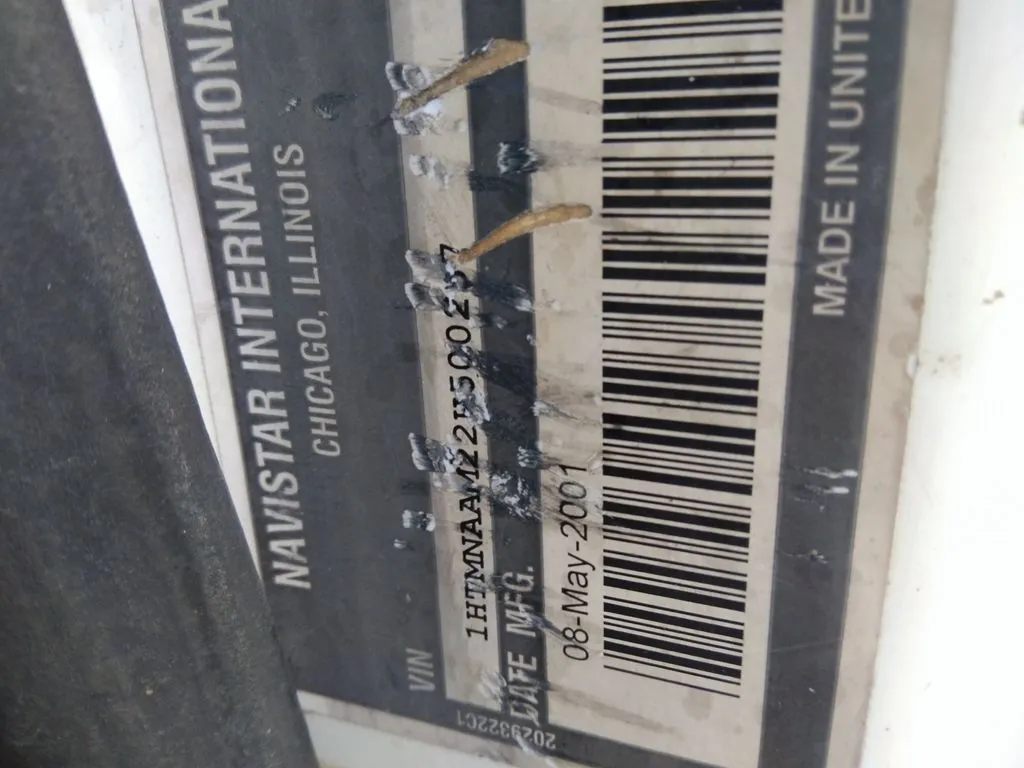 NAVISTAR INTERNATIONA
CHICAGO, ILLINOIS
VIN
1HTMNAAM22H500257
DATE MFG.
08-May-2001
MADE IN UNITE
2029322C1